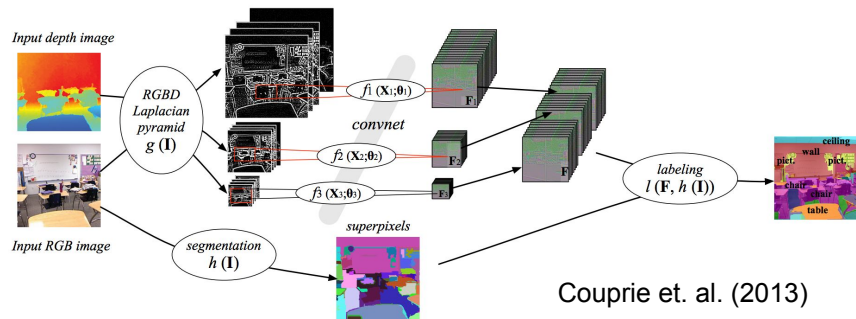 Input depth image
RGBD
Laplacian
pyramid
g (I)
Input RGB image
f1 (X1;θ1)
convnet
f2 (X2;θ2)
f3 (X3;θ3)
F1
F2
F3
F
segmentation
h (I)
superpixels
labeling
l (F, h (I))
ceiling
wall
pict.
pict.
chair
chair
table
Couprie et. al. (2013)